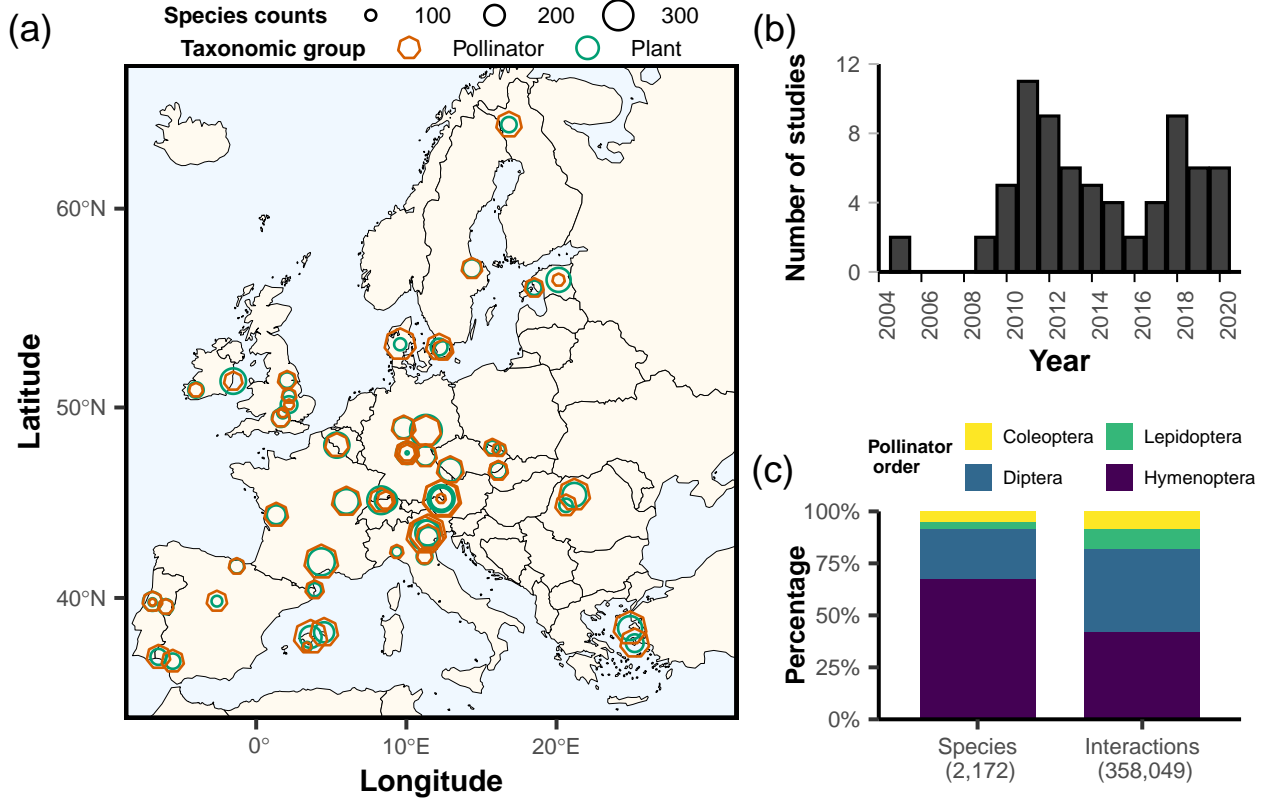 (a)
Species counts 100 200 300
Taxonomic group Pollinator Plant
60°N
50°N
40°N
Latitude
0° 10°E 20°E
Longitude
(b)
12
8
4
0
Number of studies
2004 2006 2008 2010 2012 2014 2016 2018 2020
Year
(c)
Pollinator
order
Coleoptera Lepidoptera
Diptera Hymenoptera
100%
75%
50%
25%
0%
Percentage
Species Interactions
(2,172) (358,049)